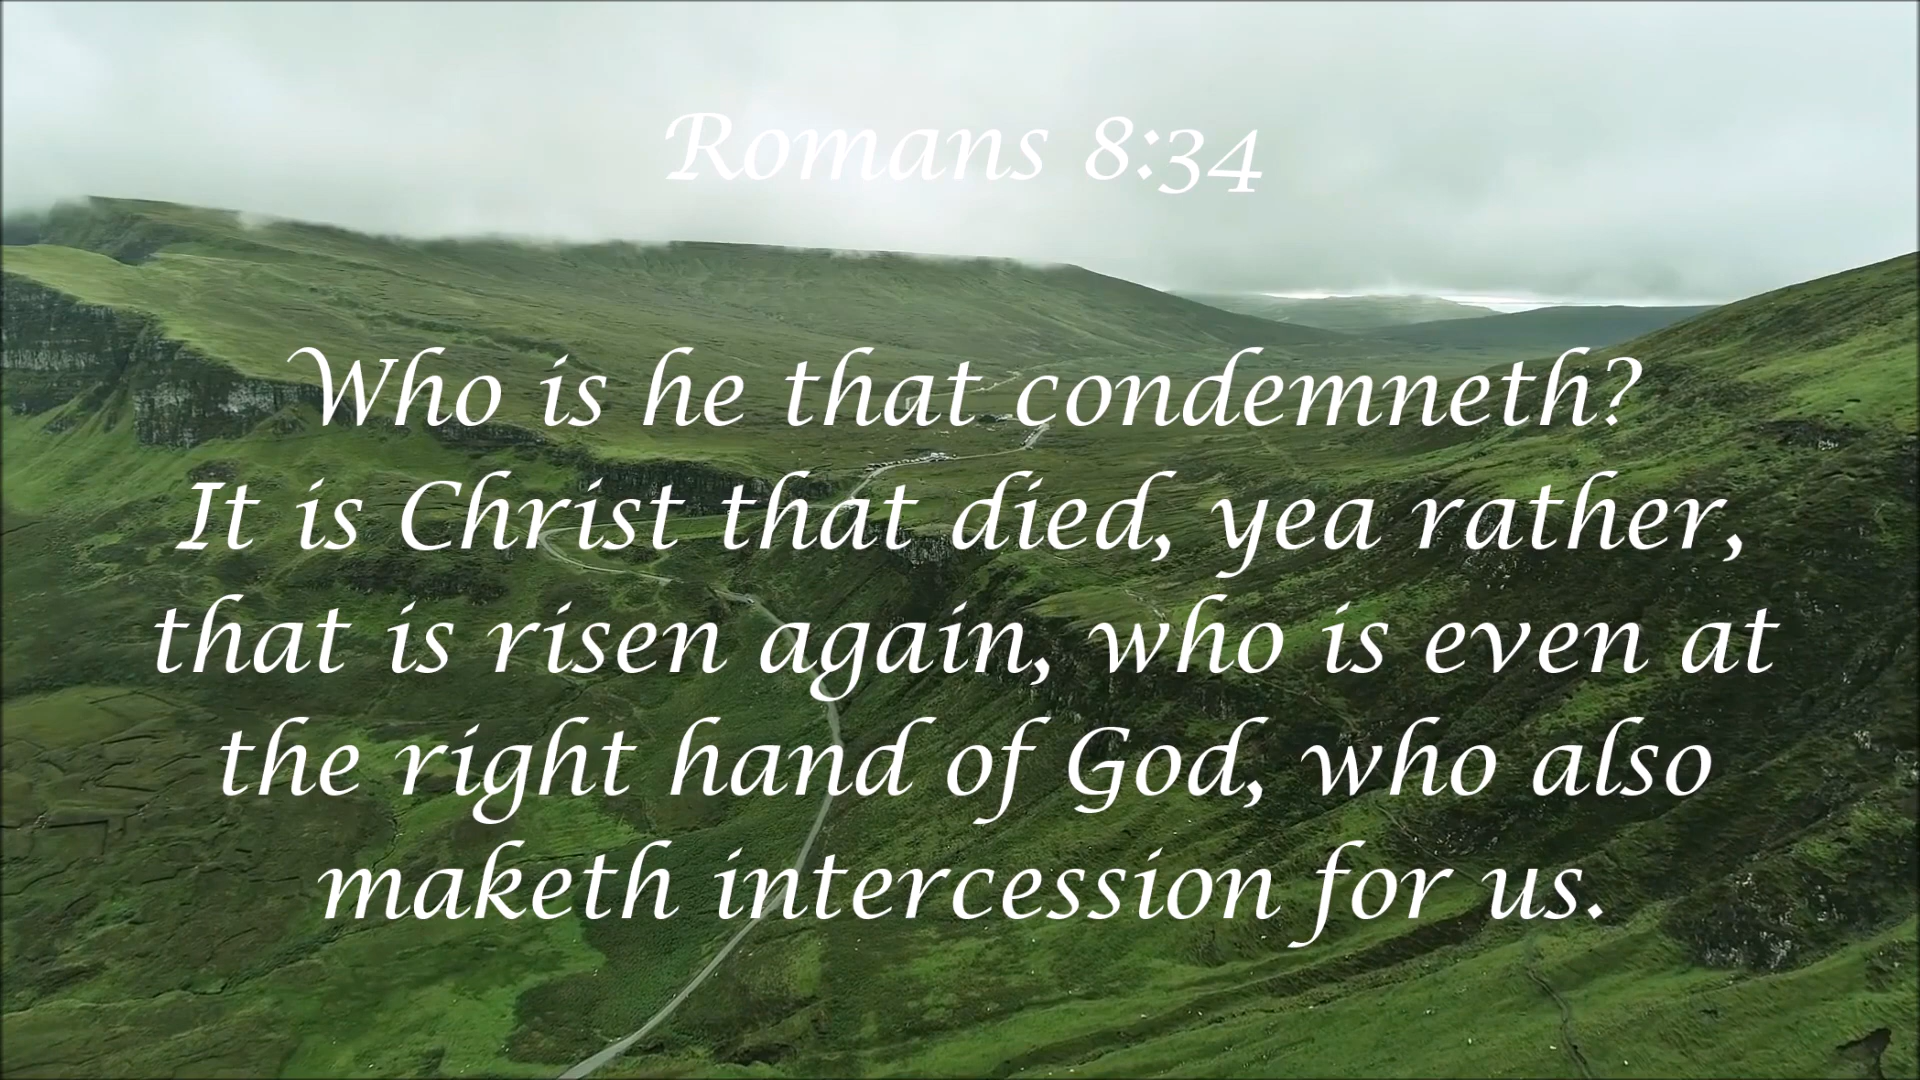 Romans 8:34
Who is he that condemneth?
It is Christ that died, yea rather,
that is risen again, who is even at
the right hand of God, who also
maketh intercession for us.